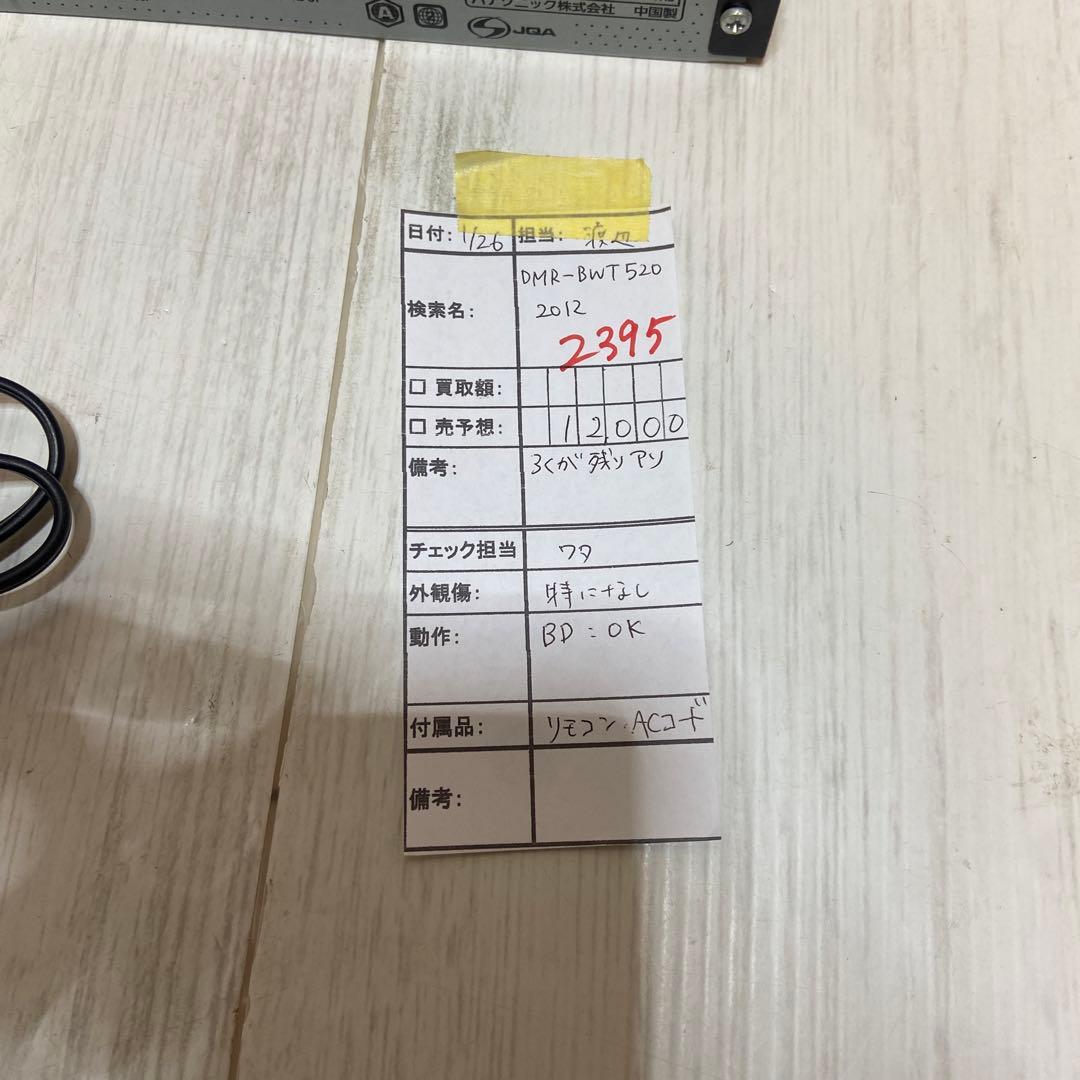 パナソニック株式会社 中国製
A
2
JQA
日付: 1/26 担当: 渡辺
検索名: DMR-BWT520
2012
2395
□ 買取額:
□ 売予想: 12000
備考: ろくが残りアリ
チェック担当 ワタ
外観傷: 特になし
動作: BD:OK
付属品: リモコン・ACコード
備考: